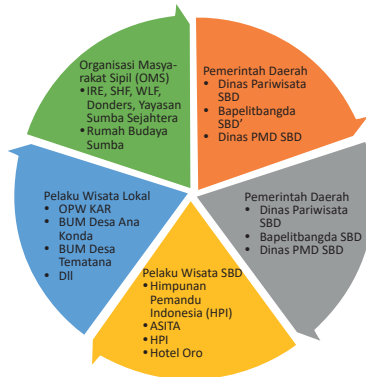 Organisasi Masya-
rakat Sipil (OMS)
• IRE, SHF, WLF,
Donders, Yayasan
Sumba Sejahtera
• Rumah Budaya
Sumba
Pemerintah Daerah
• Dinas Pariwisata
SBD
• Bapelitbangda
SBD’
• Dinas PMD SBD
Pemerintah Daerah
• Dinas Pariwisata
SBD
• Bapelitbangda SBD
• Dinas PMD SBD
Pelaku Wisata SBD
• Himpunan
Pemandu
Indonesia (HPI)
• ASITA
• HPI
• Hotel Oro
Pelaku Wisata Lokal
• OPW KAR
• BUM Desa Ana
Konda
• BUM Desa
Tematana
• Dll